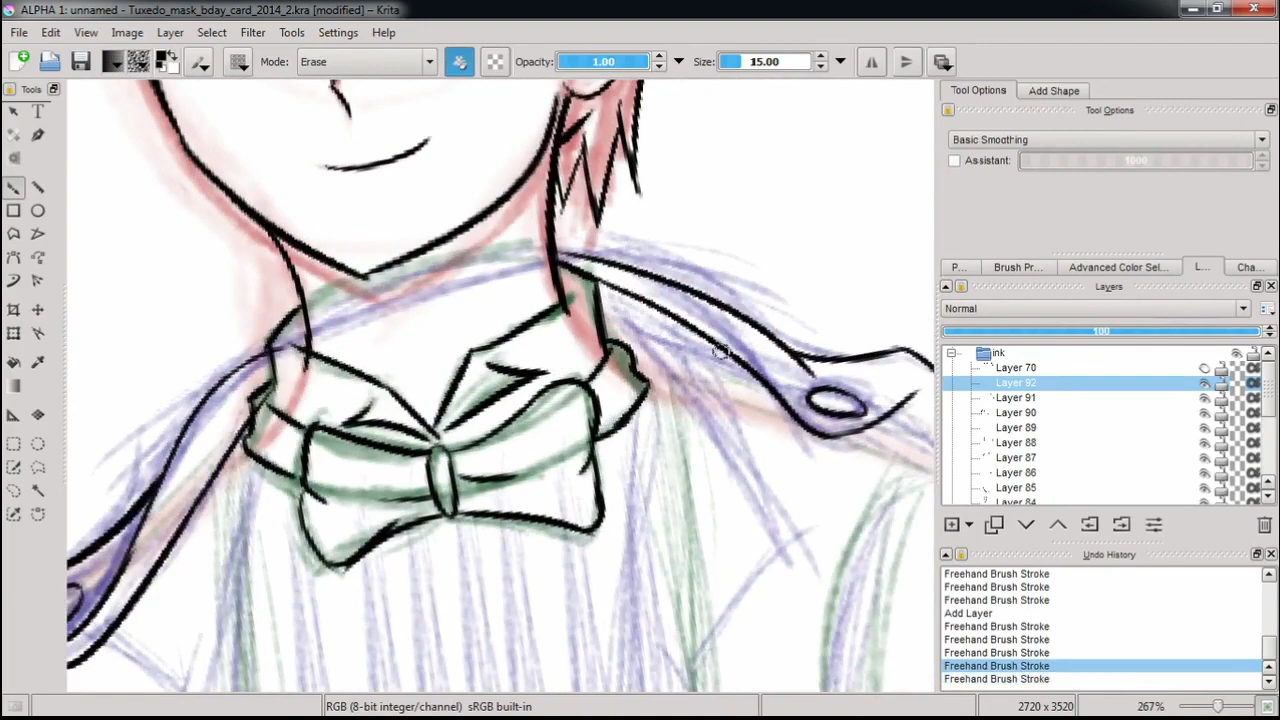 ALPHA 1: unnamed - Tuxedo_mask_bday_card_2014_2.kra [modified] - Krita
File Edit View Image Layer Select Filter Tools Settings Help
Mode: Erase Opacity: 1.00 Size: 15.00
Tools
Tool Options Add Shape
Tool Options
Basic Smoothing
Assistant: 1000
P... Brush Pr... Advanced Color Sel... L... Cha...
Layers
Normal
100
ink
Layer 70
Layer 92
Layer 91
Layer 90
Layer 89
Layer 88
Layer 87
Layer 86
Layer 85
Layer 84
Undo History
Freehand Brush Stroke
Freehand Brush Stroke
Freehand Brush Stroke
Add Layer
Freehand Brush Stroke
Freehand Brush Stroke
Freehand Brush Stroke
Freehand Brush Stroke
Freehand Brush Stroke
RGB (8-bit integer/channel) sRGB built-in 2720 x 3520 267%